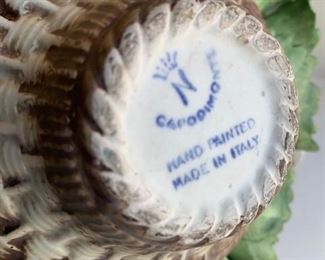 N
CAPODIMONTE
HAND PAINTED
MADE IN ITALY